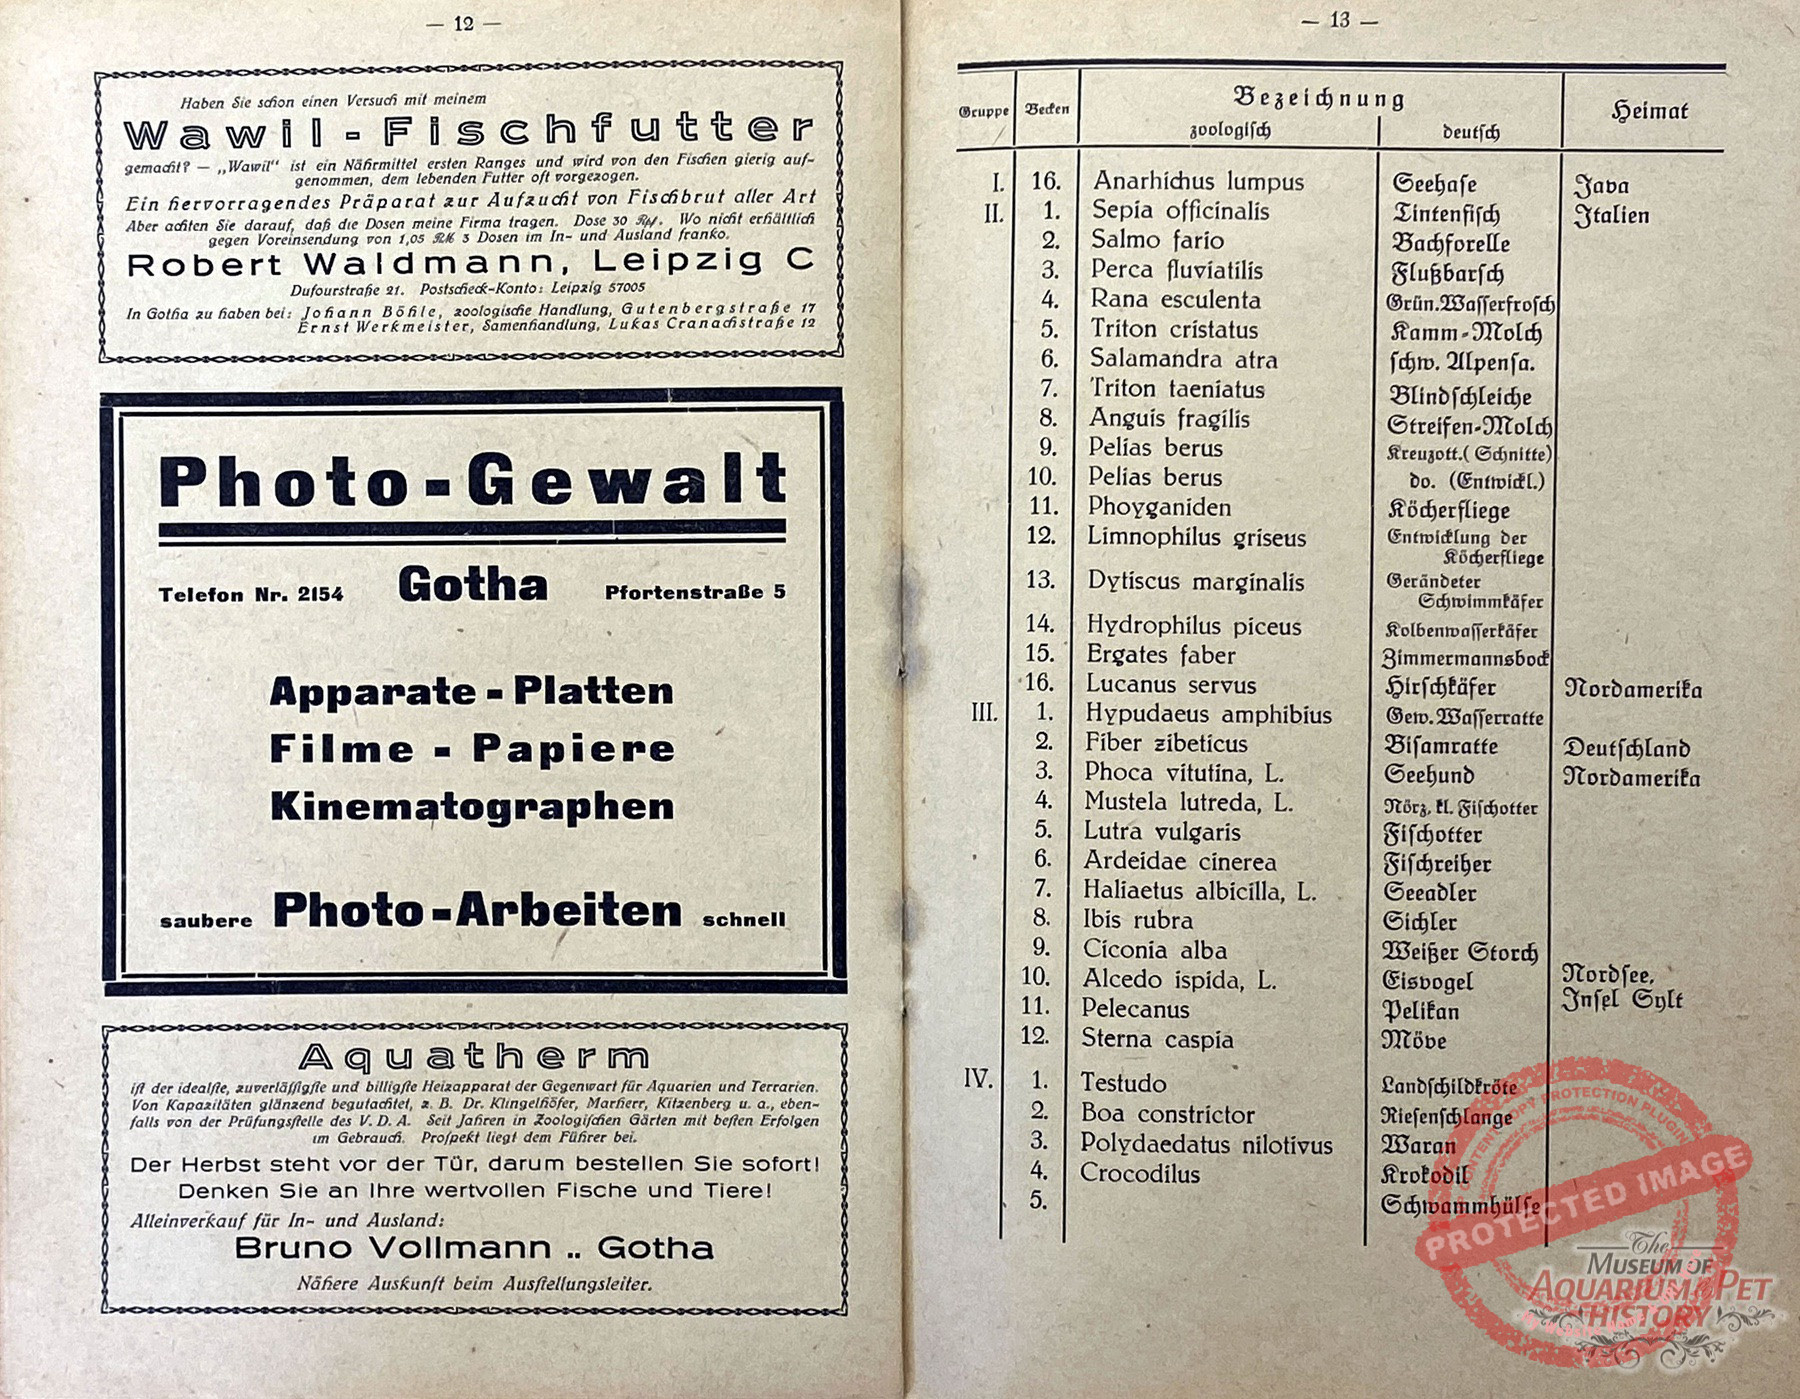 — 12 —
Haben Sie schon einen Versuch mit meinem
Wawil-Fischfutter
gemacht? — „Wawil“ ist ein Nährmittel ersten Ranges und wird von den Fischen gierig auf-
genommen, dem lebenden Futter oft vorgezogen.
Ein hervorragendes Präparat zur Aufzucht von Fischbrut aller Art
Aber achten Sie darauf, daß die Dosen meine Firma tragen. Dose 30 Rpf. Wo nicht erhältlich
gegen Voreinsendung von 1,05 RM 3 Dosen im In- und Ausland franko.
Robert Waldmann, Leipzig C
Dufourstraße 21. Postscheck-Konto: Leipzig 57005
In Gotha zu haben bei: Johann Böhle, zoologische Handlung, Gutenbergstraße 17
Ernst Werkmeister, Samenhandlung, Lukas Cranachstraße 12
Photo-Gewalt
Telefon Nr. 2154 Gotha Pfortenstraße 5
Apparate - Platten
Filme - Papiere
Kinematographen
saubere Photo-Arbeiten schnell
Aquatherm
ist der idealste, zuverlässigste und billigste Heizapparat der Gegenwart für Aquarien und Terrarien.
Von Kapazitäten glänzend begutachtet, z. B. Dr. Klingelhöfer, Marherr, Kitzenberg u. a., eben-
falls von der Prüfungsstelle des V. D. A. Seit Jahren in Zoologischen Gärten mit besten Erfolgen
im Gebrauch. Prospekt liegt dem Führer bei.
Der Herbst steht vor der Tür, darum bestellen Sie sofort!
Denken Sie an Ihre wertvollen Fische und Tiere!
Alleinverkauf für In- und Ausland:
Bruno Vollmann .. Gotha
Nähere Auskunft beim Ausstellungsleiter.
— 13 —
Gruppe Becken Bezeichnung Heimat
zoologisch deutsch
I. 16. Anarhichus lumpus Seehase Java
II. 1. Sepia officinalis Tintenfisch Italien
2. Salmo fario Bachforelle
3. Perca fluviatilis Flußbarsch
4. Rana esculenta Grün.Wasserfrosch
5. Triton cristatus Kamm-Molch
6. Salamandra atra schw. Alpensa.
7. Triton taeniatus Blindschleiche
8. Anguis fragilis Streifen-Molch
9. Pelias berus Kreuzott.( Schnitte)
10. Pelias berus do. (Entwickl.)
11. Phoyganiden Köcherfliege
12. Limnophilus griseus Entwicklung der
Köcherfliege
13. Dytiscus marginalis Gerändeter
Schwimmkäfer
14. Hydrophilus piceus Kolbenwasserkäfer
15. Ergates faber Zimmermannsbock
16. Lucanus servus Hirschkäfer Nordamerika
III. 1. Hypudaeus amphibius Gew.Wasserratte
2. Fiber zibeticus Bisamratte Deutschland
3. Phoca vitutina, L. Seehund Nordamerika
4. Mustela lutreda, L. Nörz, kl. Fischotter
5. Lutra vulgaris Fischotter
6. Ardeidae cinerea Fischreiher
7. Haliaetus albicilla, L. Seeadler
8. Ibis rubra Sichler
9. Ciconia alba Weißer Storch
10. Alcedo ispida, L. Eisvogel Nordsee,
Insel Sylt
11. Pelecanus Pelikan
12. Sterna caspia Möve
IV. 1. Testudo Landschildkröte
2. Boa constrictor Riesenschlange
3. Polydaedatus nilotivus Waran
4. Crocodilus Krokodil
5. Schwammhülse
PROTECTED IMAGE
The
MUSEUM OF
AQUARIUM & PET
HISTORY